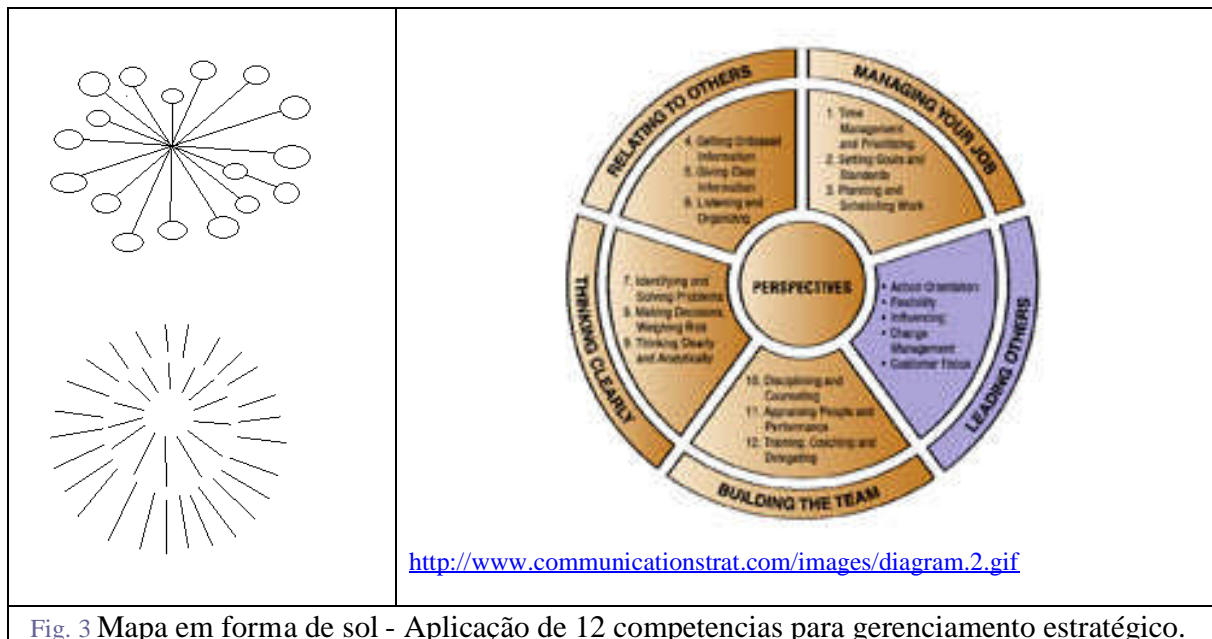 RELATING TO OTHERS
MANAGING YOUR JOB
4. Getting Unbiased
Information
5. Giving Clear
Information
6. Listening and
Organizing
1. Time
Management
and Prioritizing
2. Setting Goals and
Standards
3. Planning and
Scheduling Work
THINKING CLEARLY
7. Identifying and
Solving Problems
8. Making Decisions,
Weighing Risk
9. Thinking Clearly
and Analytically
PERSPECTIVES
• Action Orientation
• Flexibility
• Influencing
• Change
Management
• Customer Focus
LEADING OTHERS
10. Disciplining and
Counseling
11. Appraising People and
Performance
12. Training, Coaching and
Delegating
BUILDING THE TEAM
http://www.communicationstrat.com/images/diagram.2.gif
Fig. 3 Mapa em forma de sol - Aplicação de 12 competencias para gerenciamento estratégico.